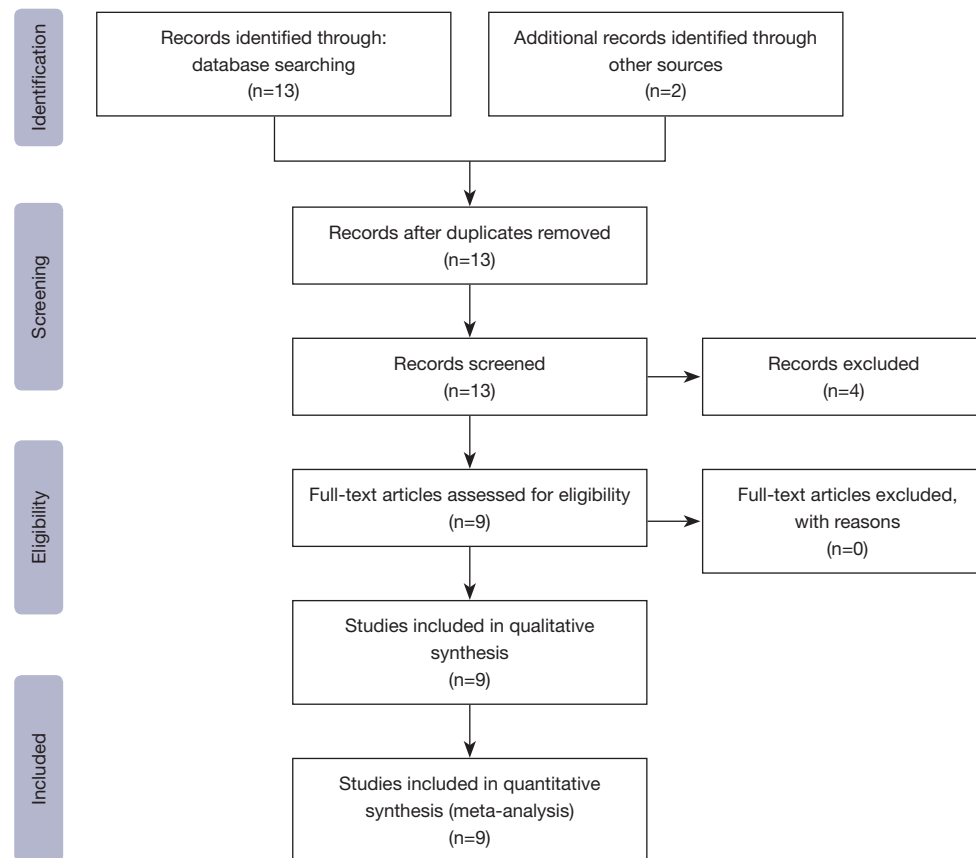 Identification
Records identified through:
database searching
(n=13)
Additional records identified through
other sources
(n=2)
Screening
Records after duplicates removed
(n=13)
Records screened
(n=13)
Records excluded
(n=4)
Eligibility
Full-text articles assessed for eligibility
(n=9)
Full-text articles excluded,
with reasons
(n=0)
Studies included in qualitative
synthesis
(n=9)
Included
Studies included in quantitative
synthesis (meta-analysis)
(n=9)